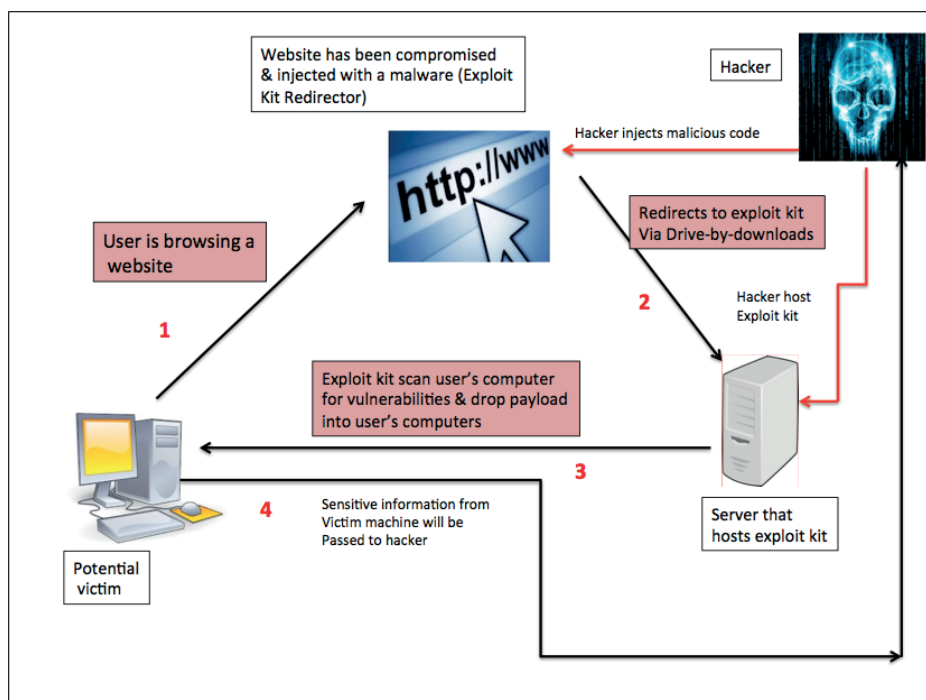 Website has been compromised
& injected with a malware (Exploit
Kit Redirector)
Hacker
Hacker injects malicious code
http://www
User is browsing a
website
Redirects to exploit kit
Via Drive-by-downloads
1
2
Hacker host
Exploit kit
Exploit kit scan user's computer
for vulnerabilities & drop payload
into user's computers
3
4
Sensitive information from
Victim machine will be
Passed to hacker
Server that
hosts exploit kit
Potential
victim